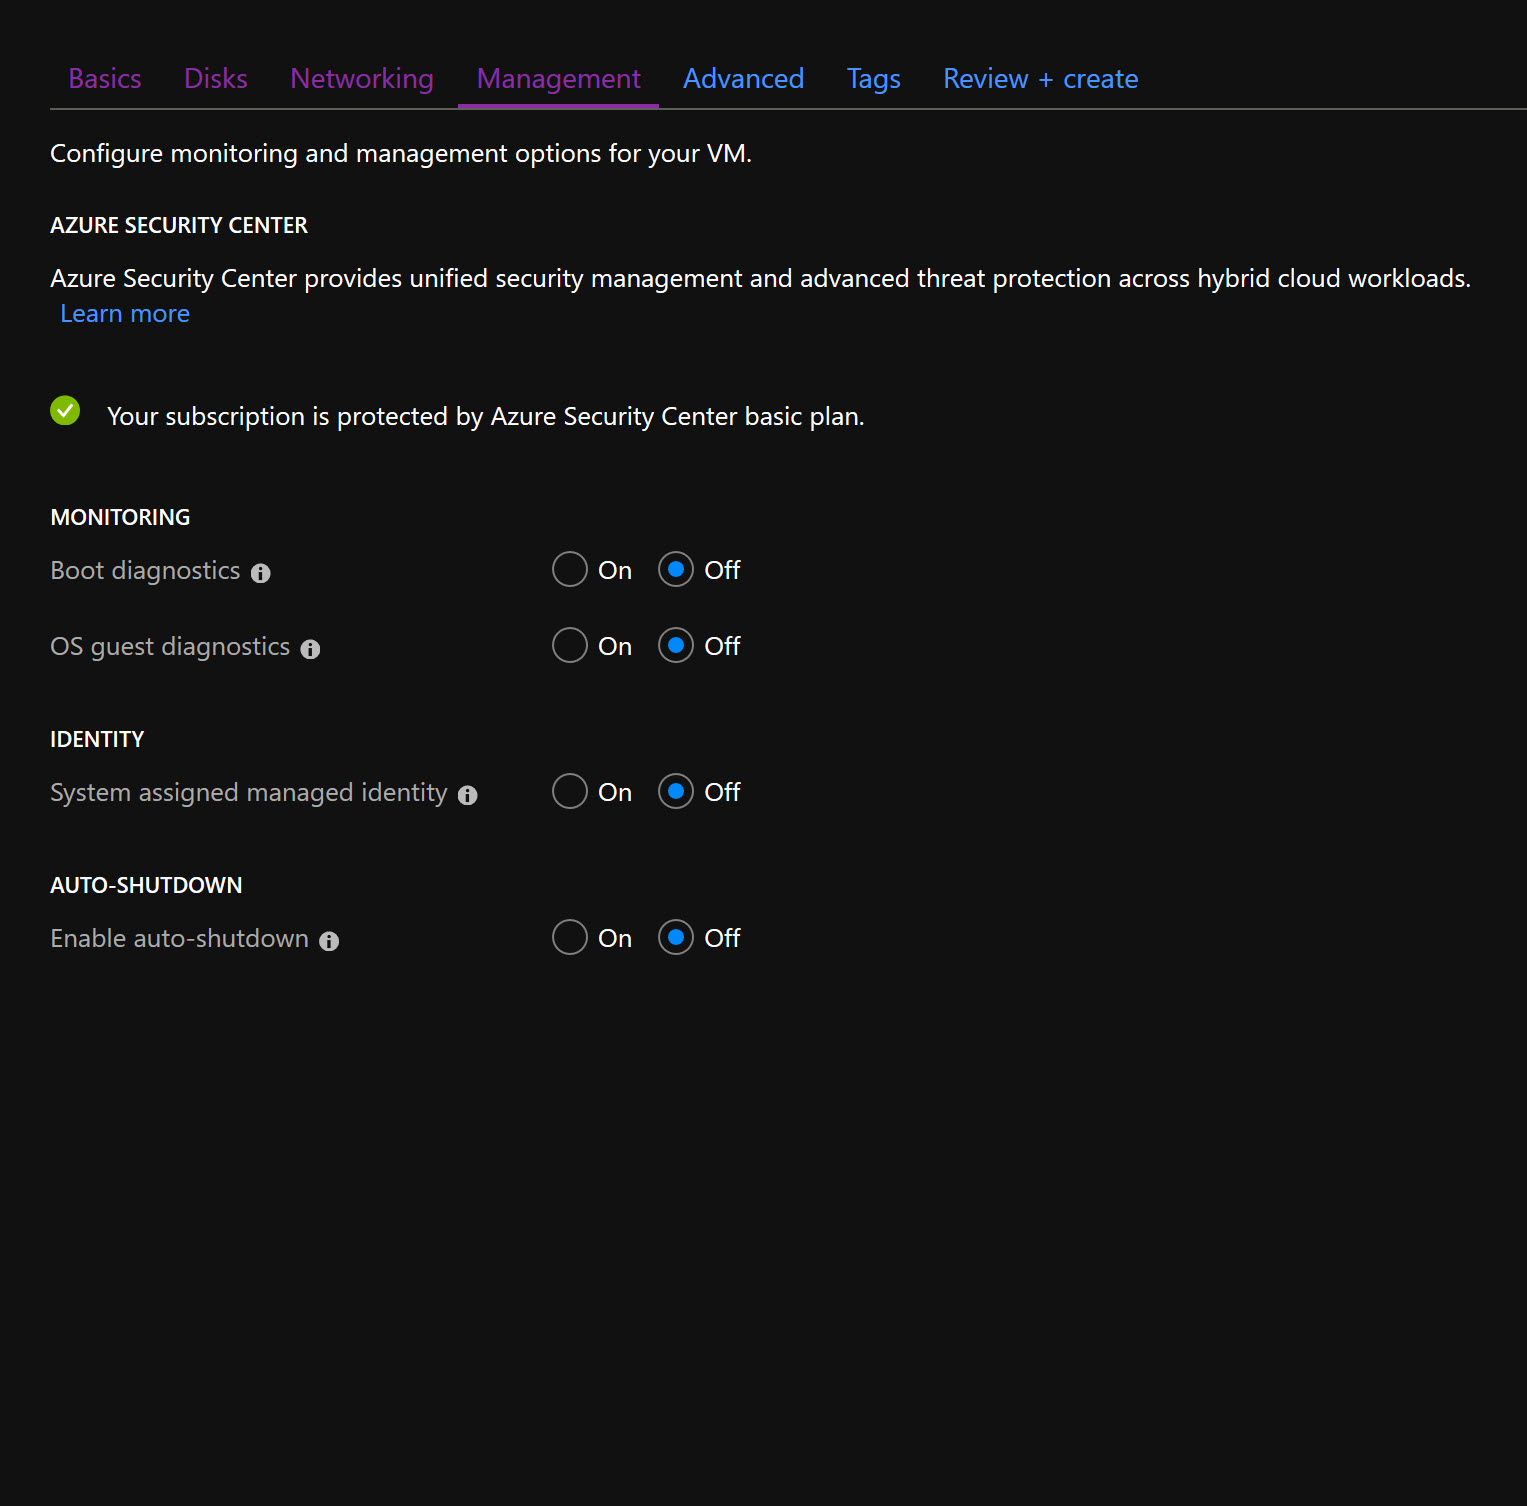 Basics Disks Networking Management Advanced Tags Review + create
Configure monitoring and management options for your VM.
AZURE SECURITY CENTER
Azure Security Center provides unified security management and advanced threat protection across hybrid cloud workloads.
Learn more
Your subscription is protected by Azure Security Center basic plan.
MONITORING
Boot diagnostics On Off
OS guest diagnostics On Off
IDENTITY
System assigned managed identity On Off
AUTO-SHUTDOWN
Enable auto-shutdown On Off